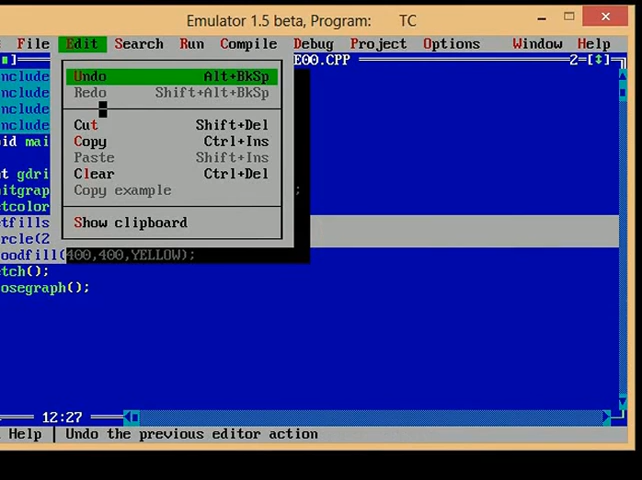 Emulator 1.5 beta, Program: TC
File Edit Search Run Compile Debug Project Options Window Help
E00.CPP 2=[↕]
nclude
Undo Alt+BkSp
nclude
Redo Shift+Alt+BkSp
nclude
nclude
Cut Shift+Del
id mai
Copy Ctrl+Ins
Paste Shift+Ins
t gdri
Clear Ctrl+Del
itgrap
Copy example ;
etcolor
etfills
Show clipboard
rcle(2
oodfill(400,400,YELLOW);
etch();
osegraph();
12:27
Help | Undo the previous editor action